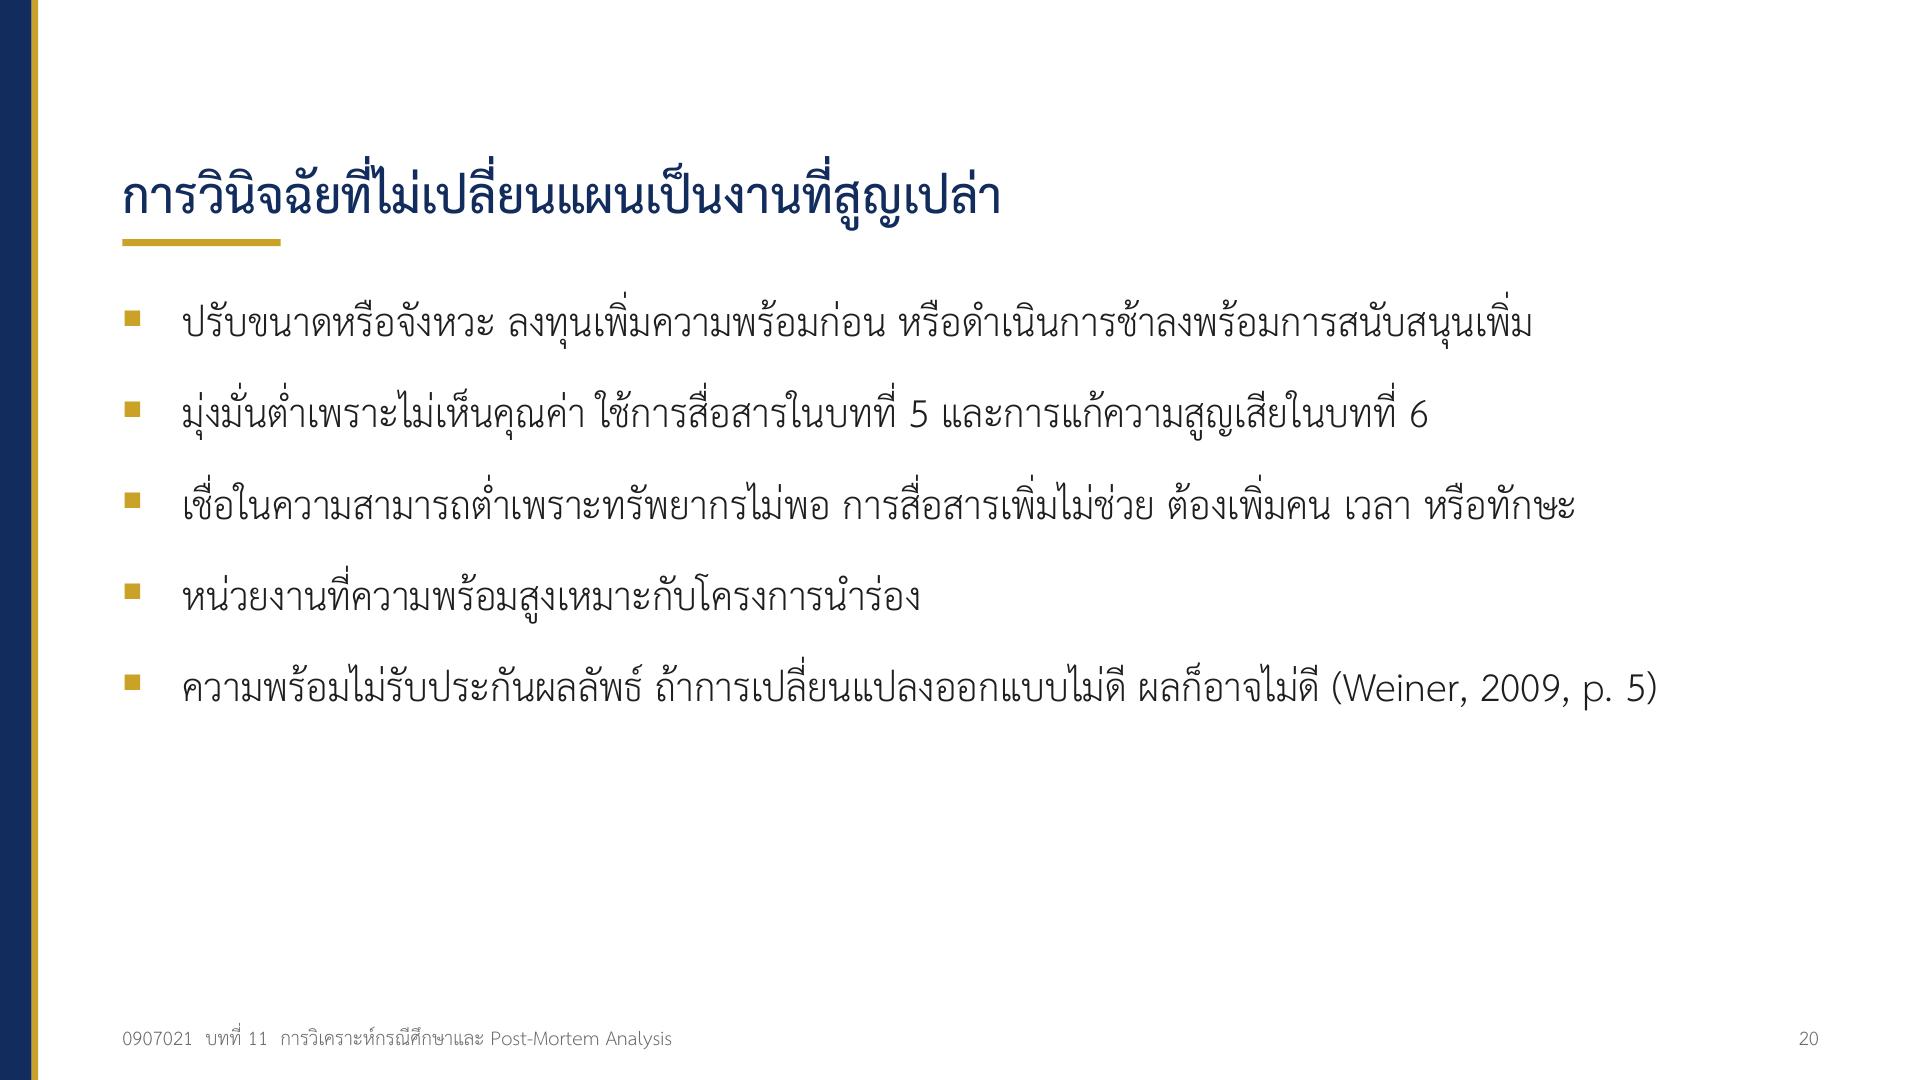 การวินิจฉัยที่ไม่เปลี่ยนแผนเป็นงานที่สูญเปล่า
ปรับขนาดหรือจังหวะ ลงทุนเพิ่มความพร้อมก่อน หรือดำเนินการช้าลงพร้อมการสนับสนุนเพิ่ม
มุ่งมั่นต่ำเพราะไม่เห็นคุณค่า ใช้การสื่อสารในบทที่ 5 และการแก้ความสูญเสียในบทที่ 6
เชื่อในความสามารถต่ำเพราะทรัพยากรไม่พอ การสื่อสารเพิ่มไม่ช่วย ต้องเพิ่มคน เวลา หรือทักษะ
หน่วยงานที่ความพร้อมสูงเหมาะกับโครงการนำร่อง
ความพร้อมไม่รับประกันผลลัพธ์ ถ้าการเปลี่ยนแปลงออกแบบไม่ดี ผลก็อาจไม่ดี (Weiner, 2009, p. 5)
0907021 บทที่ 11 การวิเคราะห์กรณีศึกษาและ Post-Mortem Analysis
20